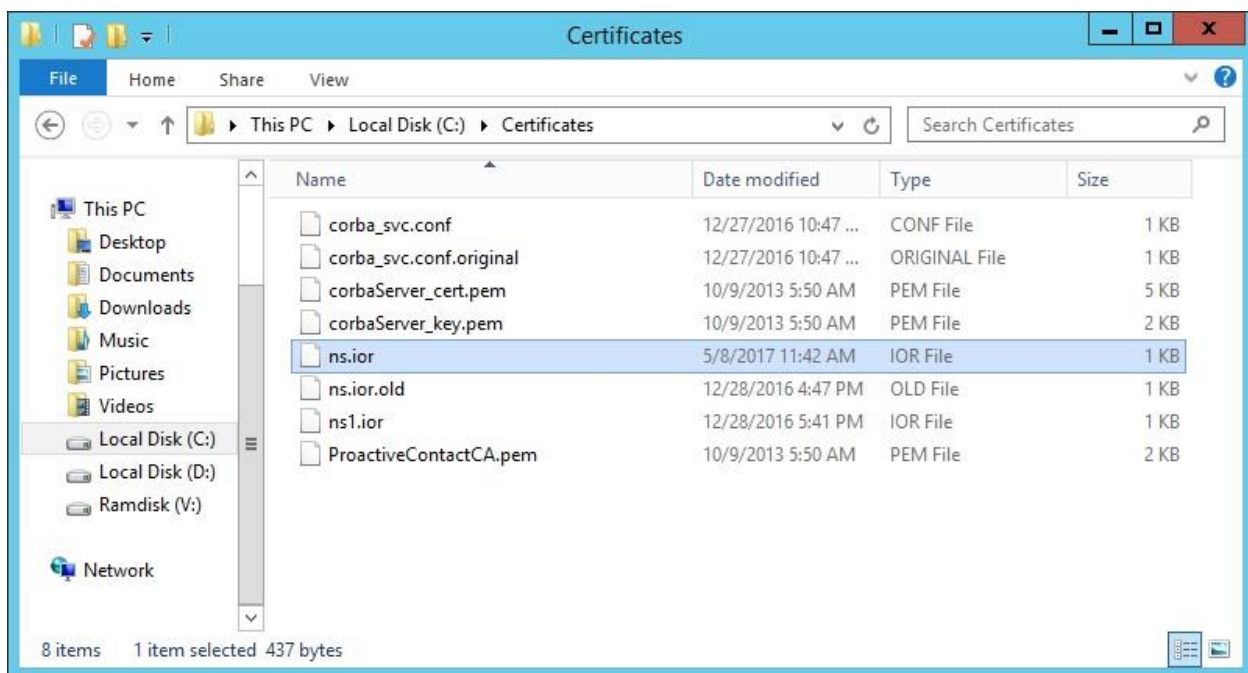 Certificates
File Home Share View
This PC Local Disk (C:) Certificates
Search Certificates
Name Date modified Type Size
This PC
Desktop
Documents
Downloads
Music
Pictures
Videos
Local Disk (C:)
Local Disk (D:)
Ramdisk (V:)
Network
corba_svc.conf 12/27/2016 10:47 ... CONF File 1 KB
corba_svc.conf.original 12/27/2016 10:47 ... ORIGINAL File 1 KB
corbaServer_cert.pem 10/9/2013 5:50 AM PEM File 5 KB
corbaServer_key.pem 10/9/2013 5:50 AM PEM File 2 KB
ns.ior 5/8/2017 11:42 AM IOR File 1 KB
ns.ior.old 12/28/2016 4:47 PM OLD File 1 KB
ns1.ior 12/28/2016 5:41 PM IOR File 1 KB
ProactiveContactCA.pem 10/9/2013 5:50 AM PEM File 2 KB
8 items 1 item selected 437 bytes